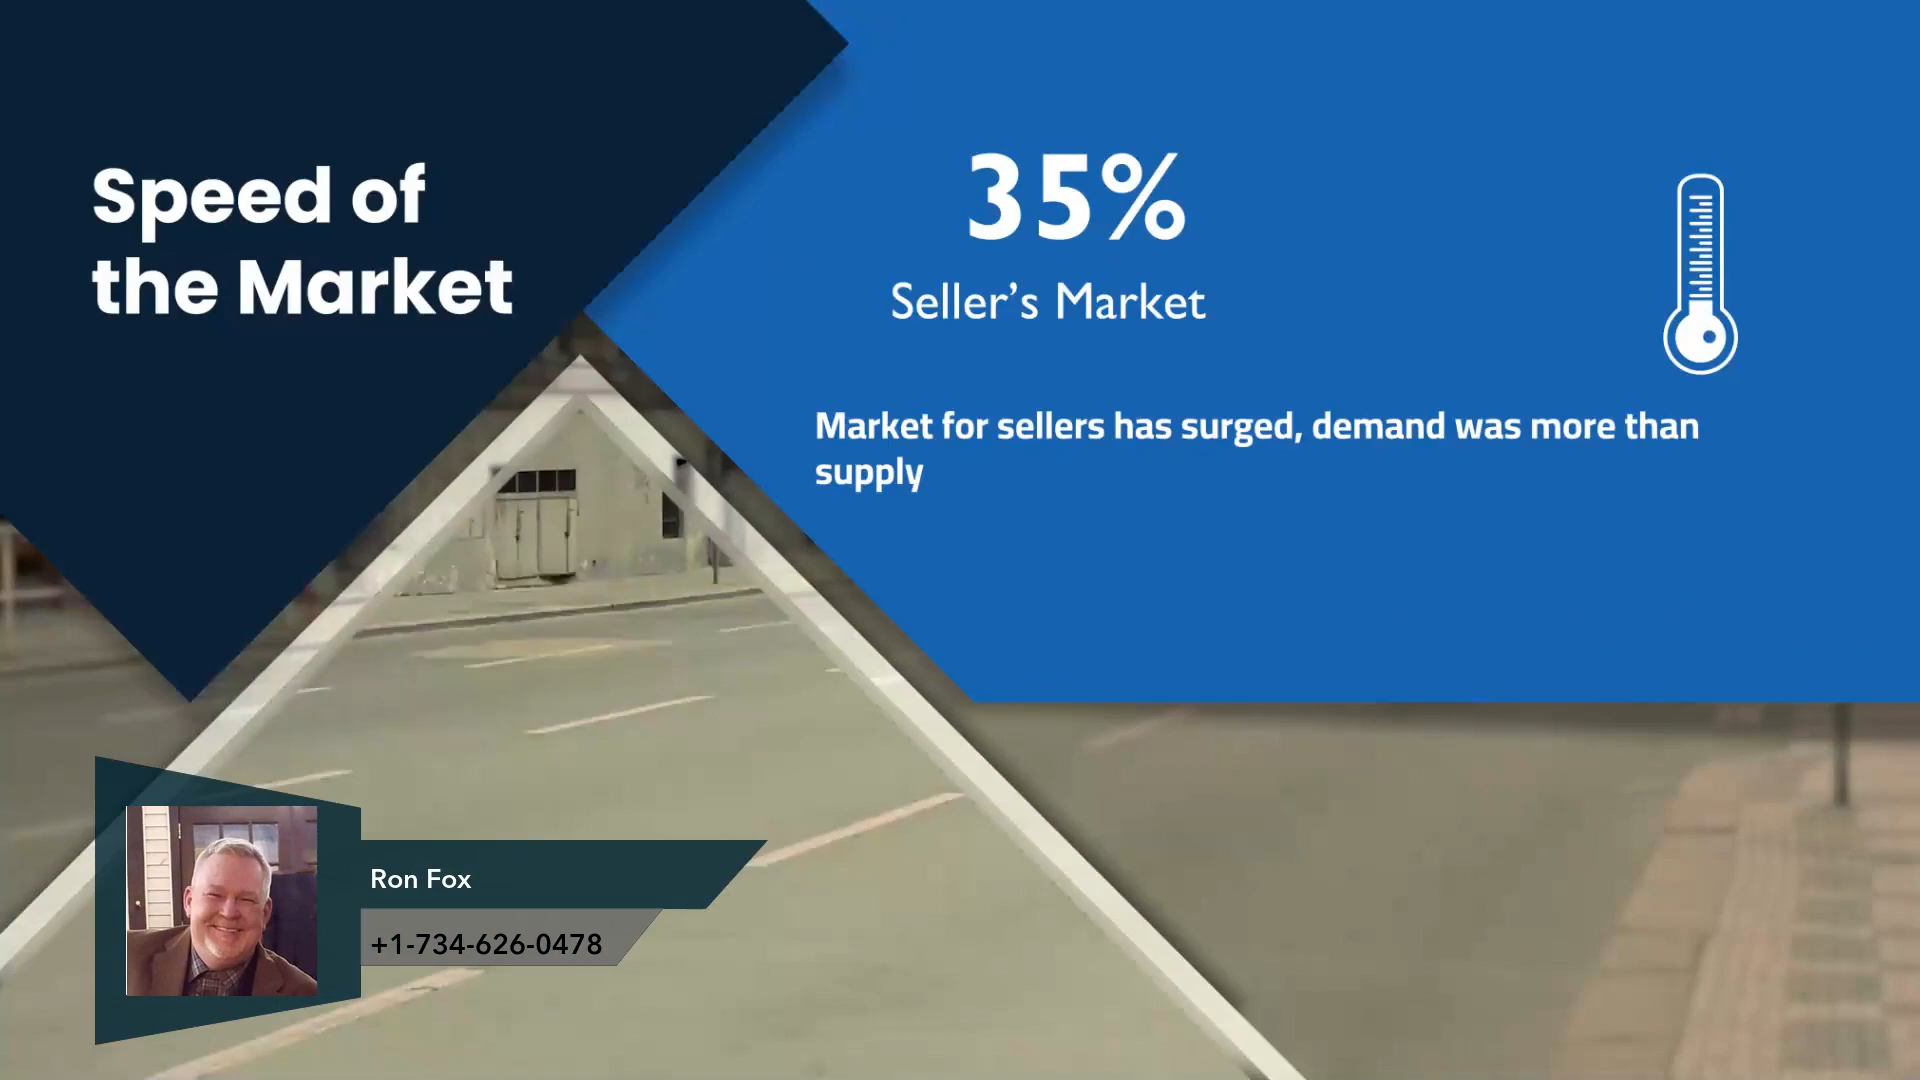 Speed of
the Market
35%
Seller’s Market
Market for sellers has surged, demand was more than
supply
Ron Fox
+1-734-626-0478